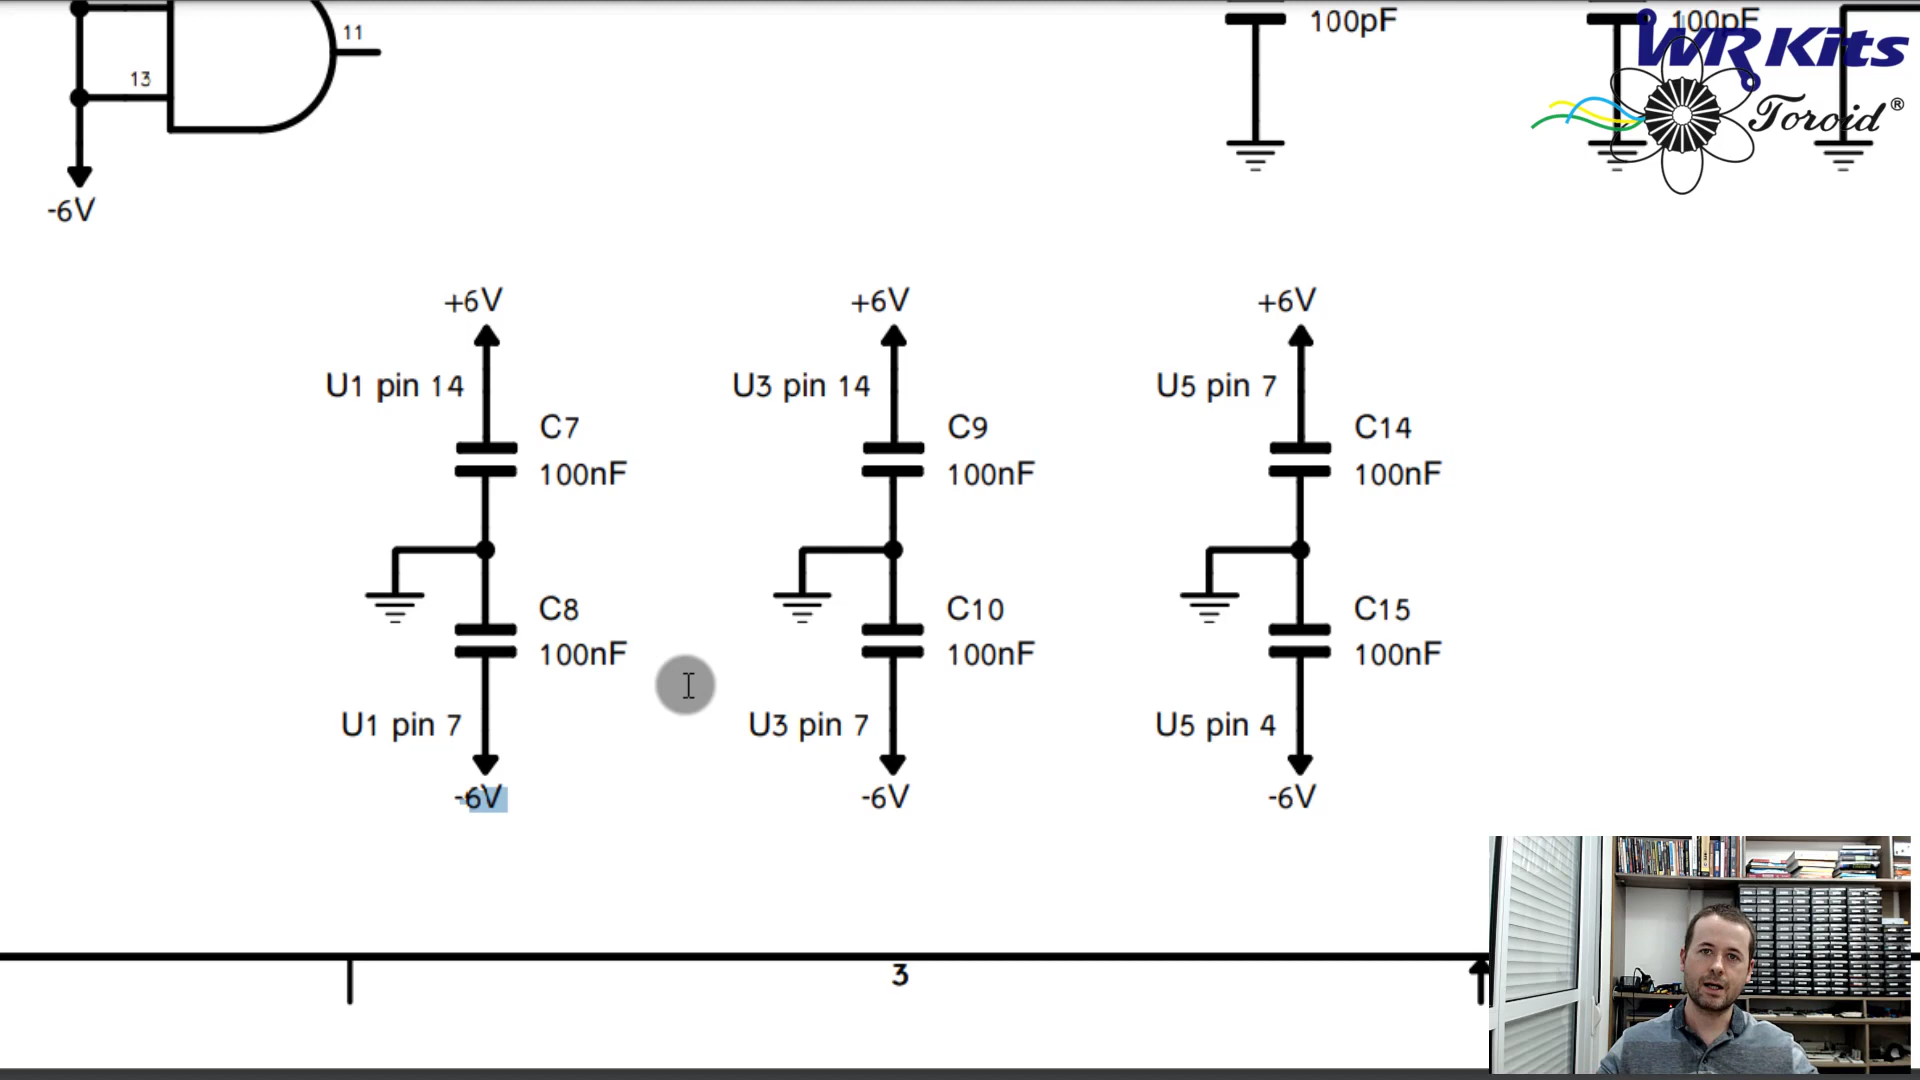 11
100pF
100pF
WR Kits
13
Toroid®
-6V
+6V
+6V
+6V
U1 pin 14
U3 pin 14
U5 pin 7
C7
C9
C14
100nF
100nF
100nF
C8
C10
C15
100nF
100nF
100nF
U1 pin 7
U3 pin 7
U5 pin 4
-6V
-6V
-6V
3